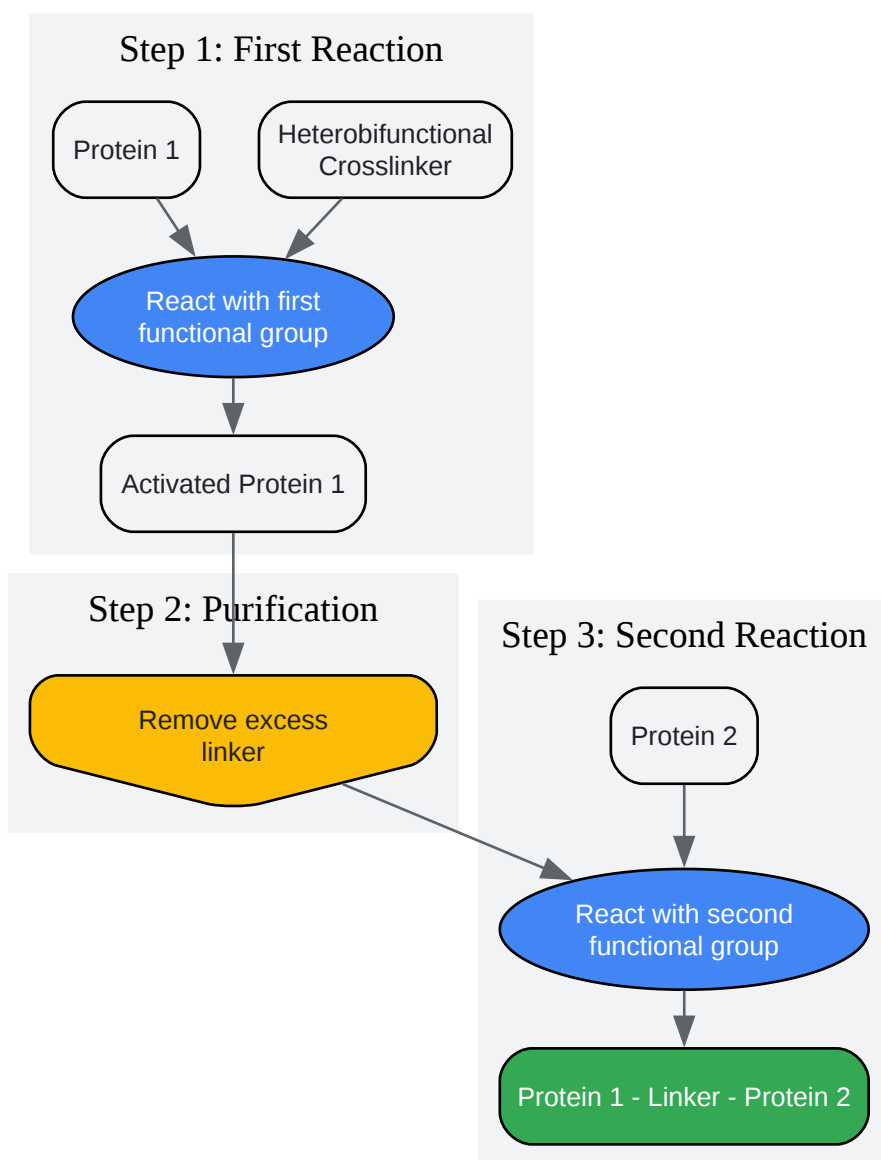 Step 1: First Reaction
Protein 1
Heterobifunctional
Crosslinker
React with first
functional group
Activated Protein 1
Step 2: Purification
Remove excess
linker
Step 3: Second Reaction
Protein 2
React with second
functional group
Protein 1 - Linker - Protein 2